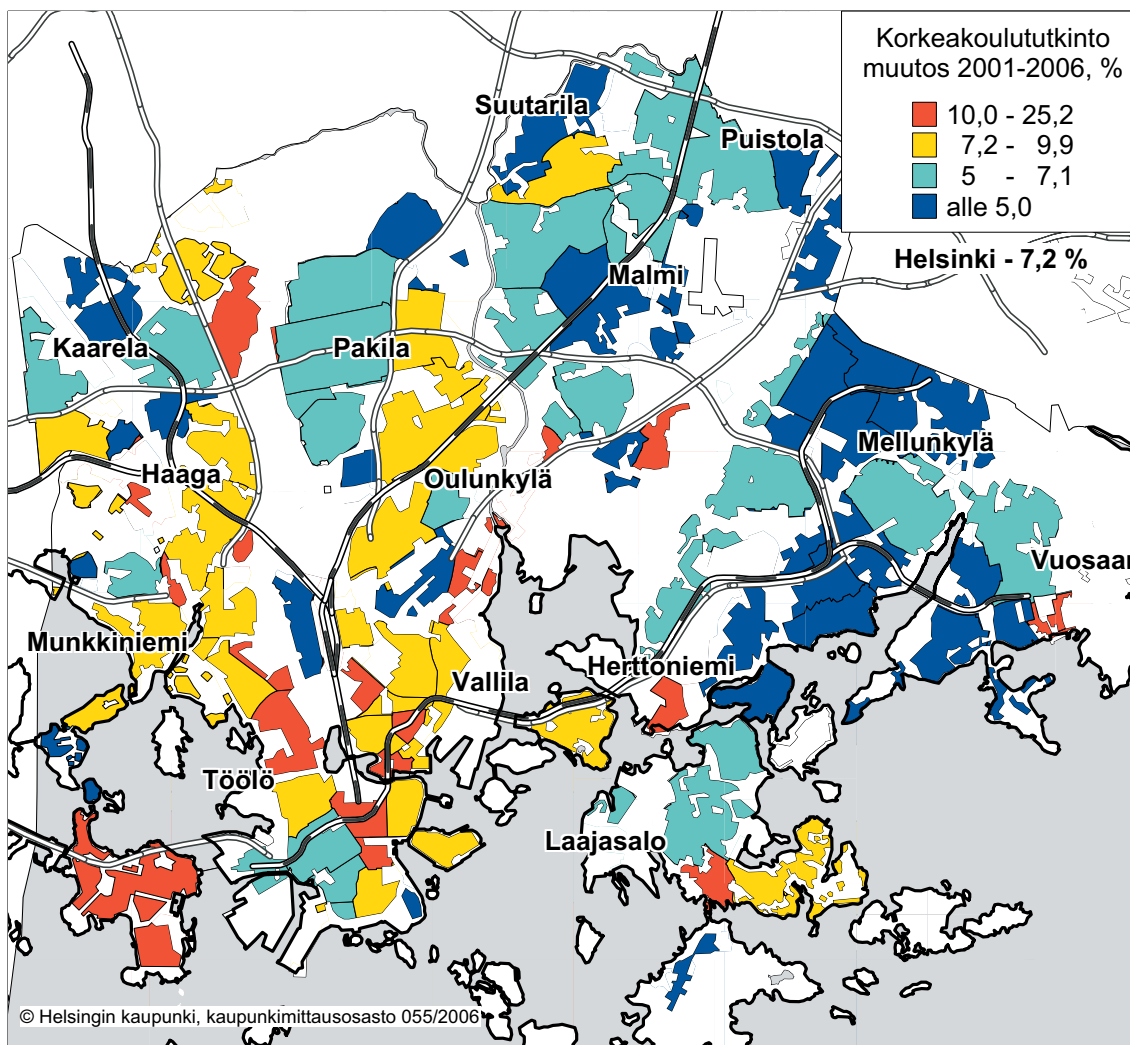 Korkeakoulututkinto
muutos 2001-2006, %
10,0 - 25,2
7,2 - 9,9
5 - 7,1
alle 5,0
Helsinki - 7,2 %
Suutarila
Puistola
Malmi
Kaarela
Pakila
Mellunkylä
Haaga
Oulunkylä
Vuosaar
Munkkiniemi
Herttoniemi
Vallila
Töölö
Laajasalo
© Helsingin kaupunki, kaupunkimittausosasto 055/2006